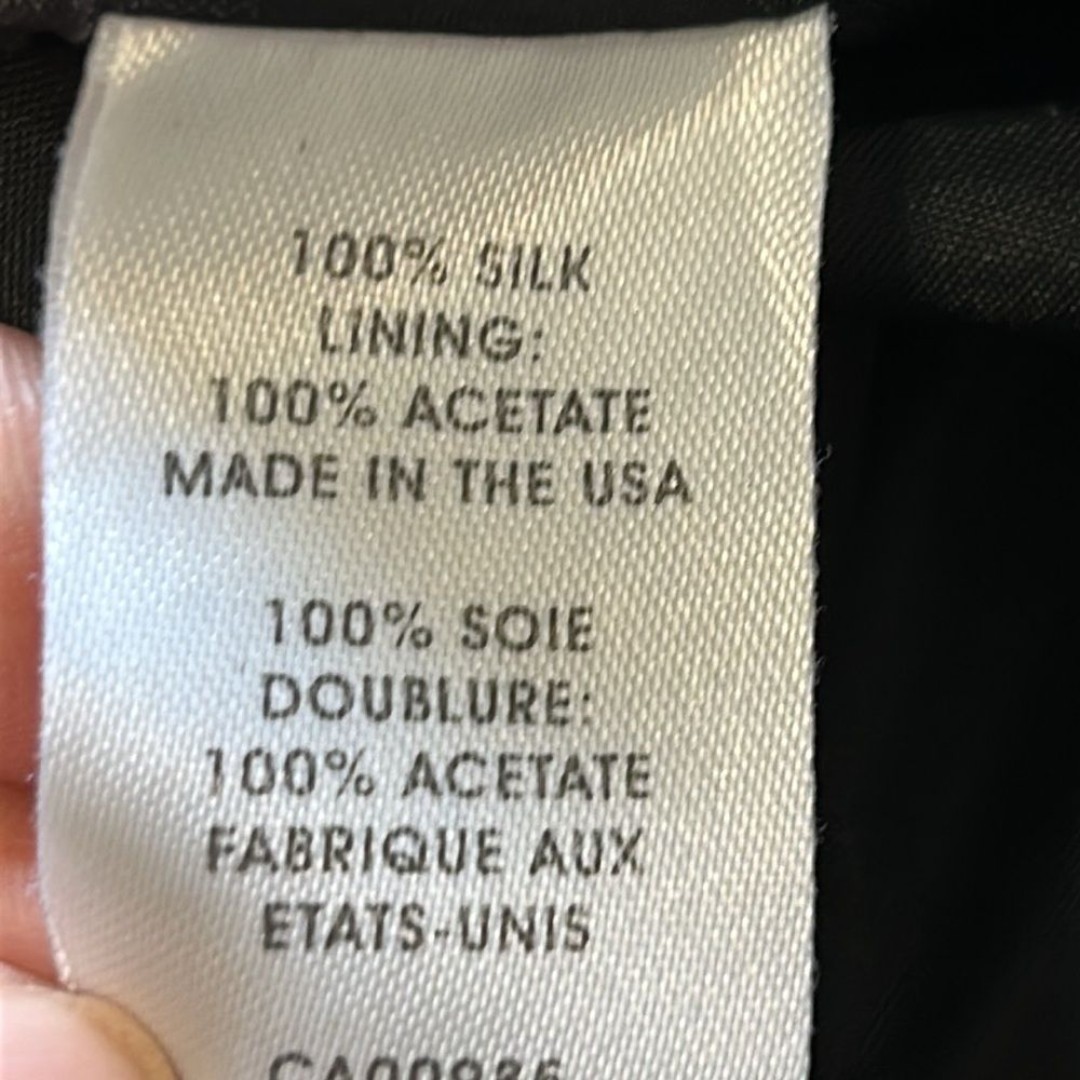 100% SILK
LINING:
100% ACETATE
MADE IN THE USA
100% SOIE
DOUBLURE:
100% ACETATE
FABRIQUE AUX
ETATS-UNIS